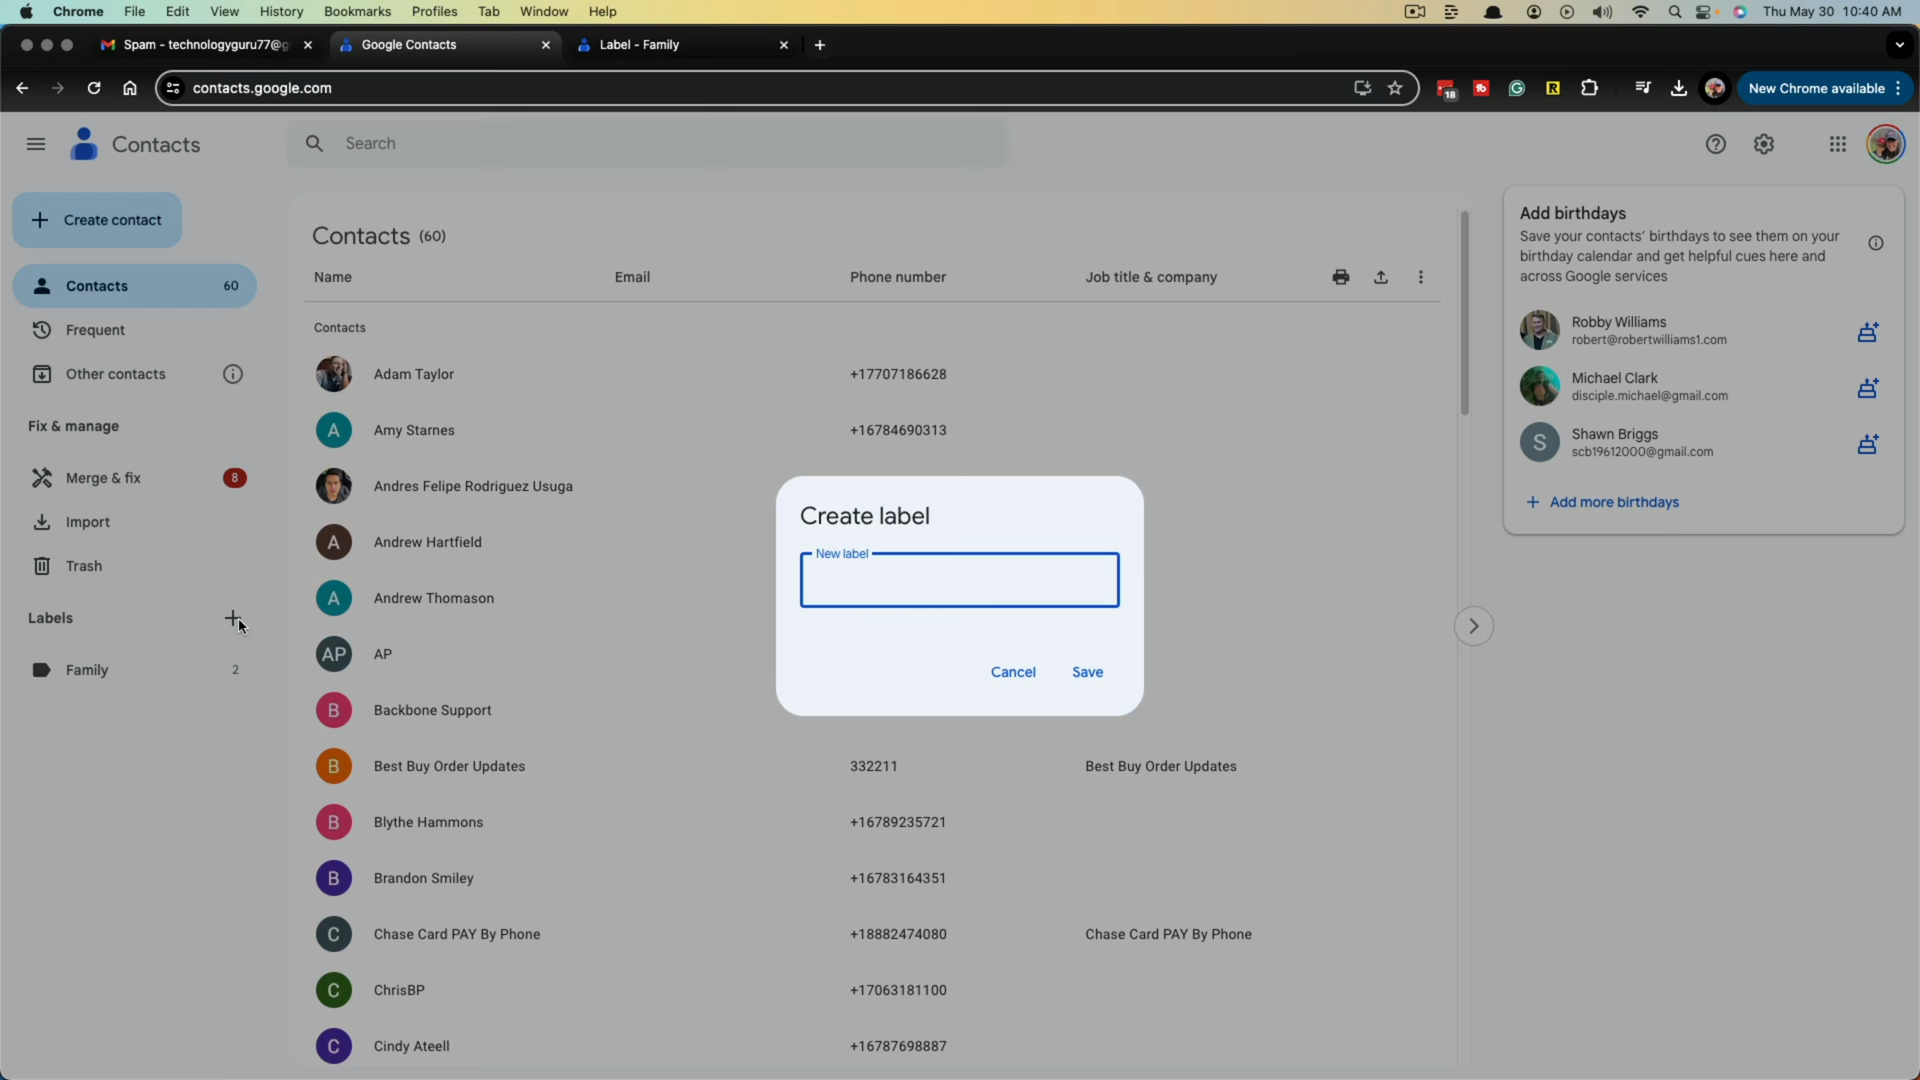 Chrome File Edit View History Bookmarks Profiles Tab Window Help Thu May 30 10:40 AM
Spam - technologyguru77@g Google Contacts Label - Family
contacts.google.com 18 New Chrome available
Contacts Search
Create contact
Contacts 60
Frequent
Other contacts
Fix & manage
Merge & fix 8
Import
Trash
Labels
Family 2
Contacts (60)
Name Email Phone number Job title & company
Contacts
Adam Taylor +17707186628
A Amy Starnes +16784690313
Andres Felipe Rodriguez Usuga
A Andrew Hartfield
A Andrew Thomason
AP AP
B Backbone Support
B Best Buy Order Updates 332211 Best Buy Order Updates
B Blythe Hammons +16789235721
B Brandon Smiley +16783164351
C Chase Card PAY By Phone +18882474080 Chase Card PAY By Phone
C ChrisBP +17063181100
C Cindy Ateell +16787698887
Create label
New label
Cancel Save
Add birthdays
Save your contacts' birthdays to see them on your
birthday calendar and get helpful cues here and
across Google services
Robby Williams
robert@robertwilliams1.com
Michael Clark
disciple.michael@gmail.com
S Shawn Briggs
scb19612000@gmail.com
Add more birthdays